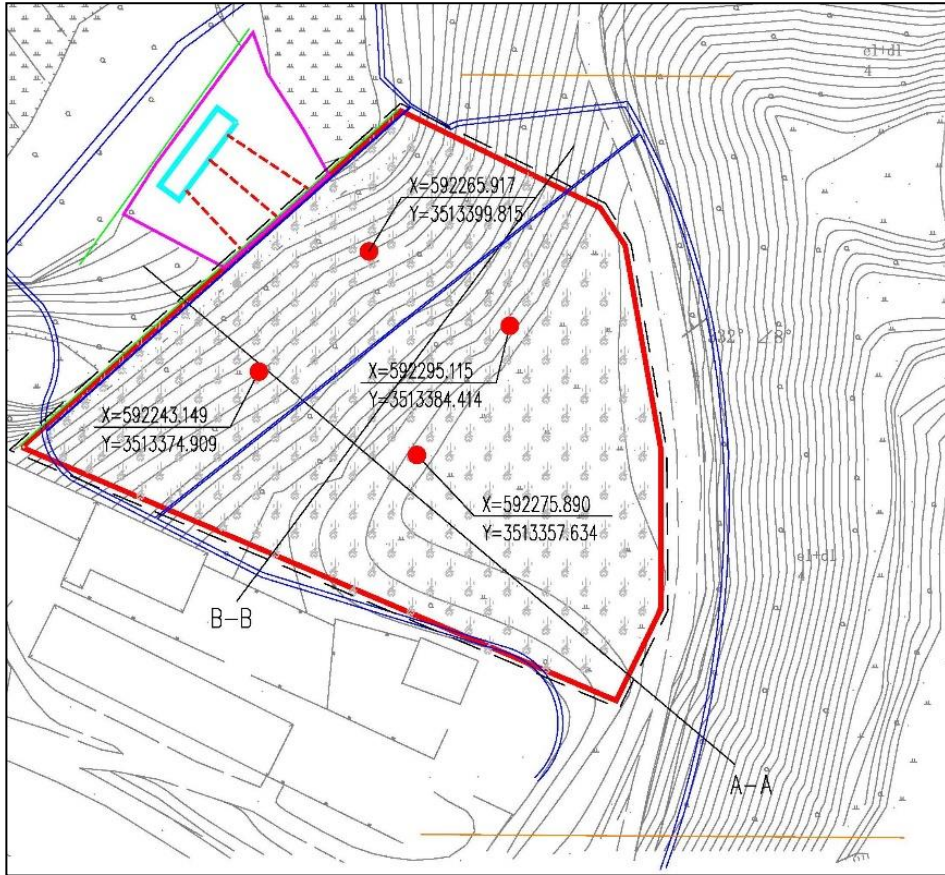 el+dl
4
X=592265.917
Y=3513399.815
X=592295.115
Y=3513384.414
X=592243.149
Y=3513374.909
X=592275.890
Y=3513357.634
el+dl
4
B-B
A-A